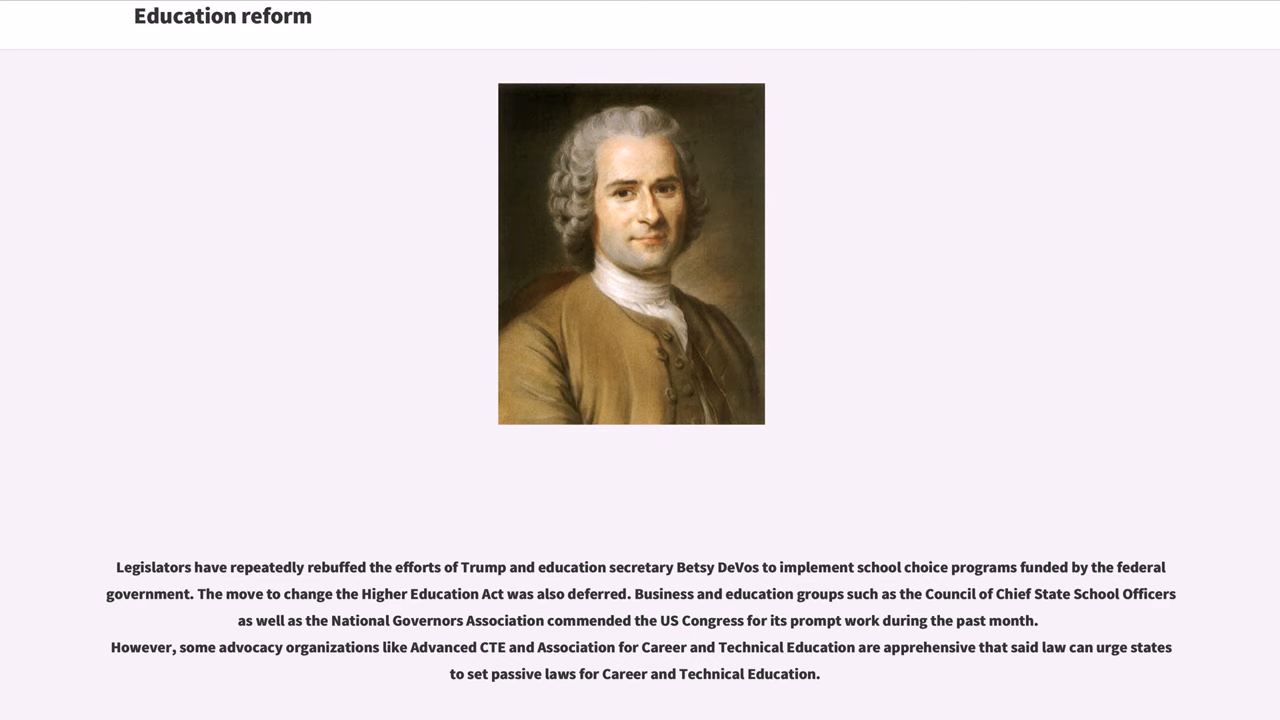 Education reform
Legislators have repeatedly rebuffed the efforts of Trump and education secretary Betsy DeVos to implement school choice programs funded by the federal
government. The move to change the Higher Education Act was also deferred. Business and education groups such as the Council of Chief State School Officers
as well as the National Governors Association commended the US Congress for its prompt work during the past month.
However, some advocacy organizations like Advanced CTE and Association for Career and Technical Education are apprehensive that said law can urge states
to set passive laws for Career and Technical Education.